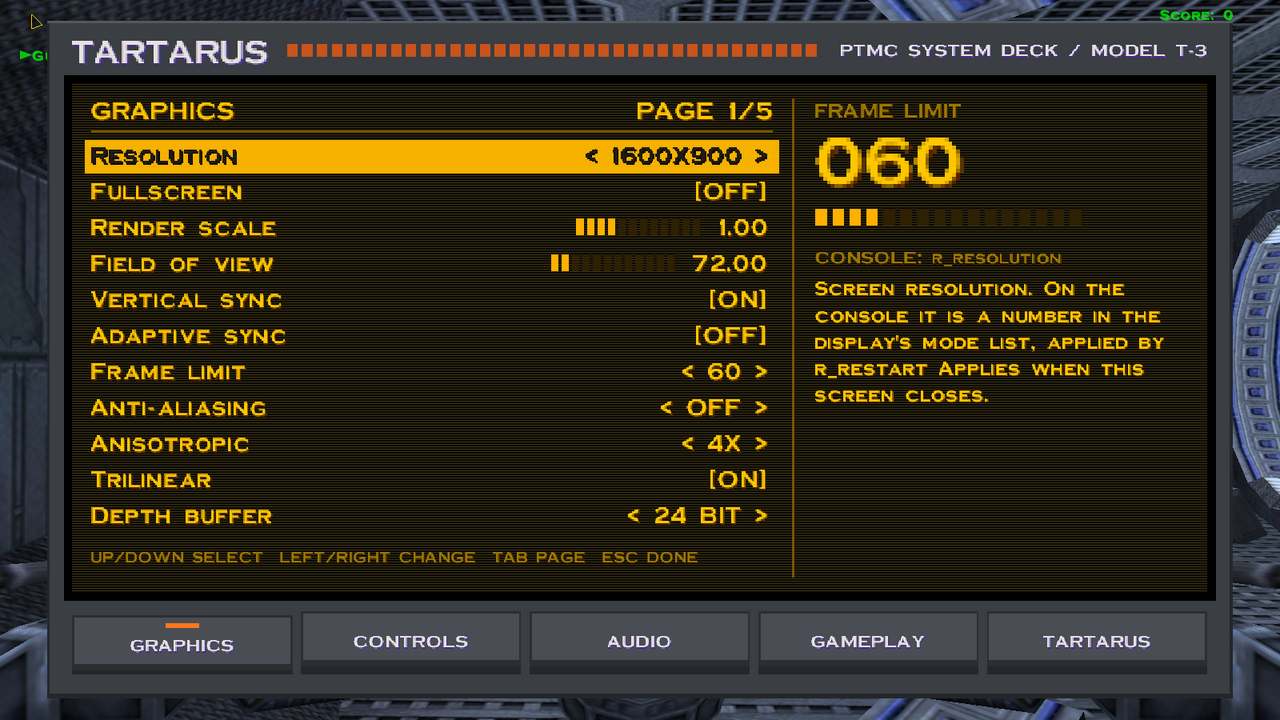 Score: 0
TARTARUS
PTMC SYSTEM DECK / MODEL T-3
GRAPHICS PAGE 1/5
Resolution < 1600X900 >
Fullscreen [OFF]
Render scale 1.00
Field of view 72.00
Vertical sync [ON]
Adaptive sync [OFF]
Frame limit < 60 >
Anti-aliasing < OFF >
Anisotropic < 4X >
Trilinear [ON]
Depth buffer < 24 BIT >
UP/DOWN SELECT LEFT/RIGHT CHANGE TAB PAGE ESC DONE
FRAME LIMIT
060
CONSOLE: R_RESOLUTION
Screen resolution. On the
console it is a number in the
display's mode list, applied by
r_restart Applies when this
screen closes.
GRAPHICS
CONTROLS
AUDIO
GAMEPLAY
TARTARUS